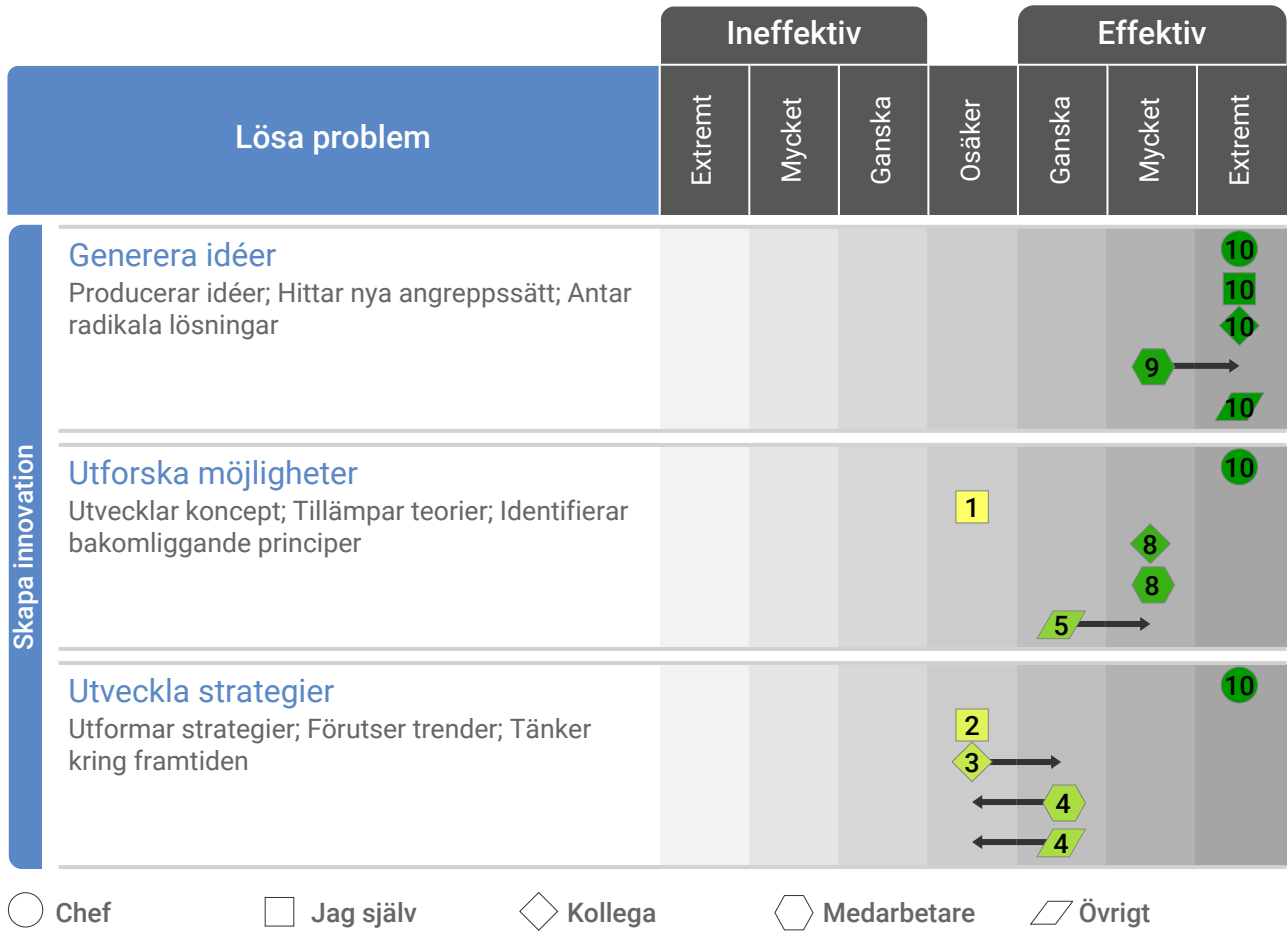 Ineffektiv
Effektiv
Lösa problem
Extremt
Mycket
Ganska
Osäker
Ganska
Mycket
Extremt
Skapa innovation
Generera idéer
Producerar idéer; Hittar nya angreppssätt; Antar
radikala lösningar
10
10
10
9
10
Utforska möjligheter
Utvecklar koncept; Tillämpar teorier; Identifierar
bakomliggande principer
10
1
8
8
5
Utveckla strategier
Utformar strategier; Förutser trender; Tänker
kring framtiden
10
2
3
4
4
Chef
Jag själv
Kollega
Medarbetare
Övrigt